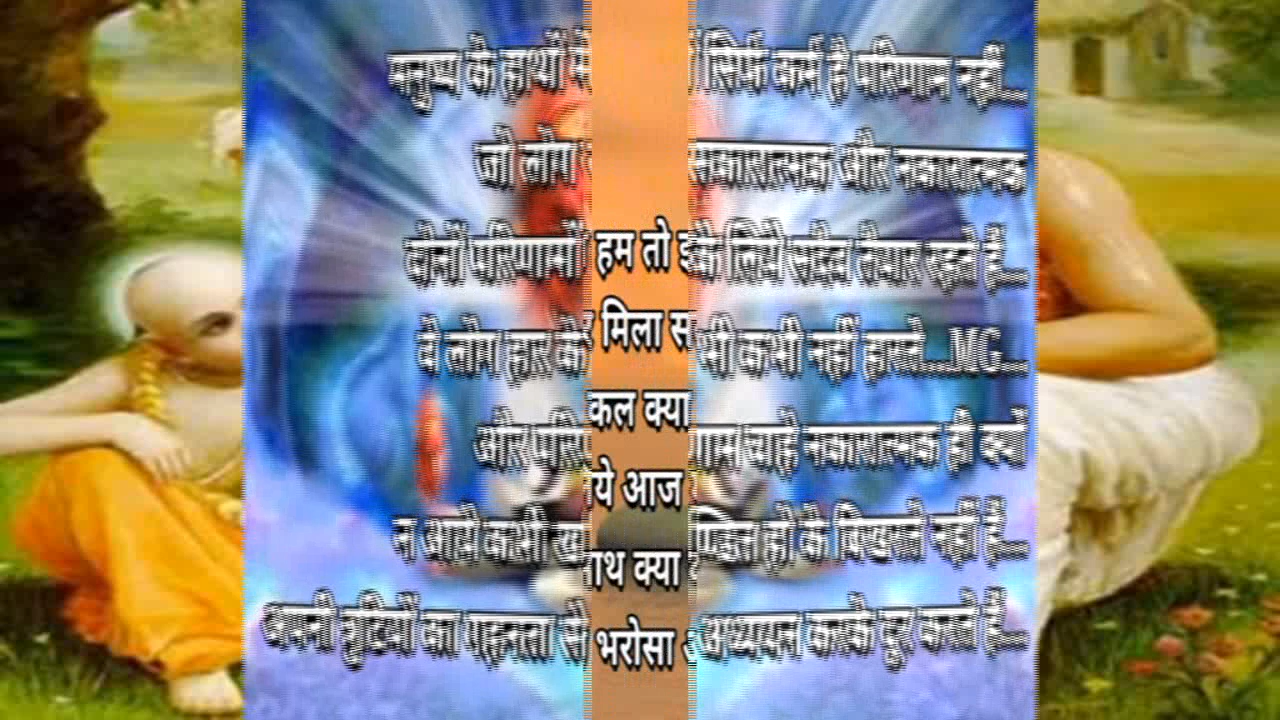 मनुष्य के हाथों में सिर्फ कर्म है परिणाम नहीं...
जो लोग सकारात्मक और नकारात्मक
दोनों परिणामों हम तो के लिये सदैव तैयार रहते हैं...
वे लोग हार के मिला भी कभी नहीं हारते...MG...
और कल क्या चाहे नकारात्मक ही क्यों
ये आज
न आये कभी क्या हो के बिखरते नहीं हैं...
अपनी त्रुटियों का गहनता से भरोसा अध्ययन करके दूर करते हैं...